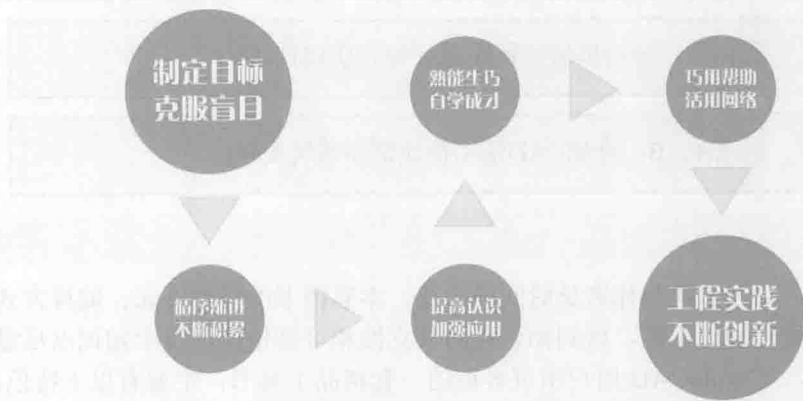 制定目标
克服盲目
循序渐进
不断积累
提高认识
加强应用
熟能生巧
自学成才
巧用帮助
活用网络
工程实践
不断创新